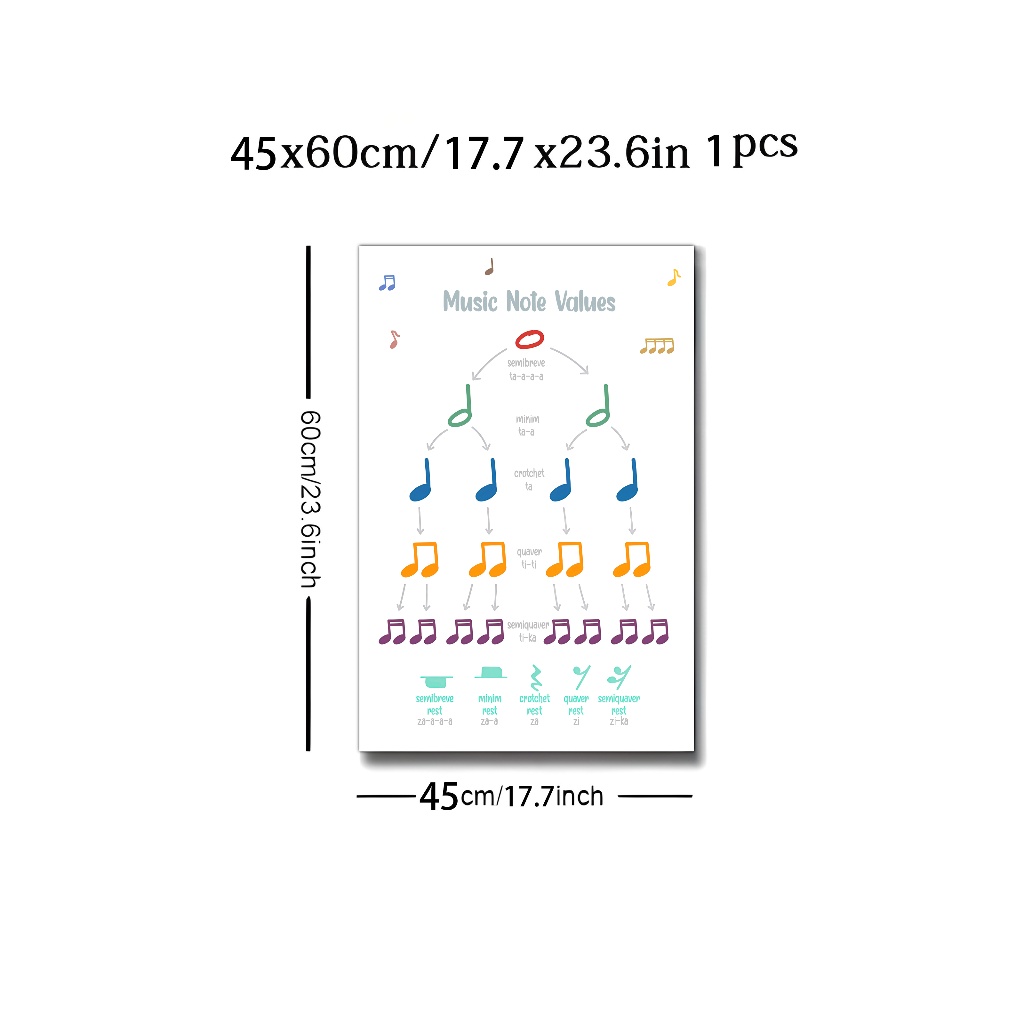 45x60cm/17.7 x23.6in 1pcs
Music Note Values
semibreve
ta-a-a-a
minim
ta-a
crotchet
ta
quaver
ti-ti
semiquaver
ti-ka
semibreve rest za-a-a-a
minim rest za-a
crotchet rest za
quaver rest zi
semiquaver rest zi-ka
60cm/23.6inch
45cm/17.7inch